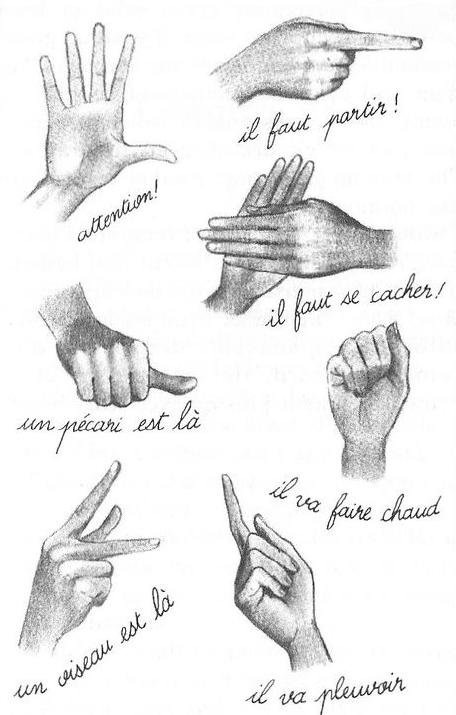 attention!
il faut partir!
il faut se cacher!
un pécari est là
il va faire chaud
un oiseau est là
il va pleuvoir